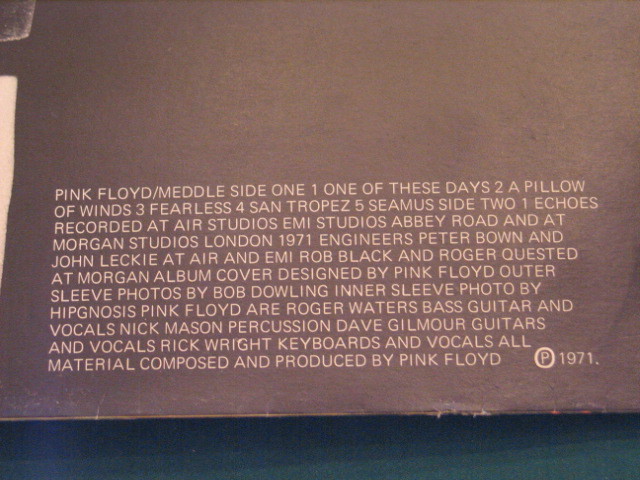 PINK FLOYD/MEDDLE SIDE ONE 1 ONE OF THESE DAYS 2 A PILLOW
OF WINDS 3 FEARLESS 4 SAN TROPEZ 5 SEAMUS SIDE TWO 1 ECHOES
RECORDED AT AIR STUDIOS EMI STUDIOS ABBEY ROAD AND AT
MORGAN STUDIOS LONDON 1971 ENGINEERS PETER BOWN AND
JOHN LECKIE AT AIR AND EMI ROB BLACK AND ROGER QUESTED
AT MORGAN ALBUM COVER DESIGNED BY PINK FLOYD OUTER
SLEEVE PHOTOS BY BOB DOWLING INNER SLEEVE PHOTO BY
HIPGNOSIS PINK FLOYD ARE ROGER WATERS BASS GUITAR AND
VOCALS NICK MASON PERCUSSION DAVE GILMOUR GUITARS
AND VOCALS RICK WRIGHT KEYBOARDS AND VOCALS ALL
MATERIAL COMPOSED AND PRODUCED BY PINK FLOYD ℗ 1971.